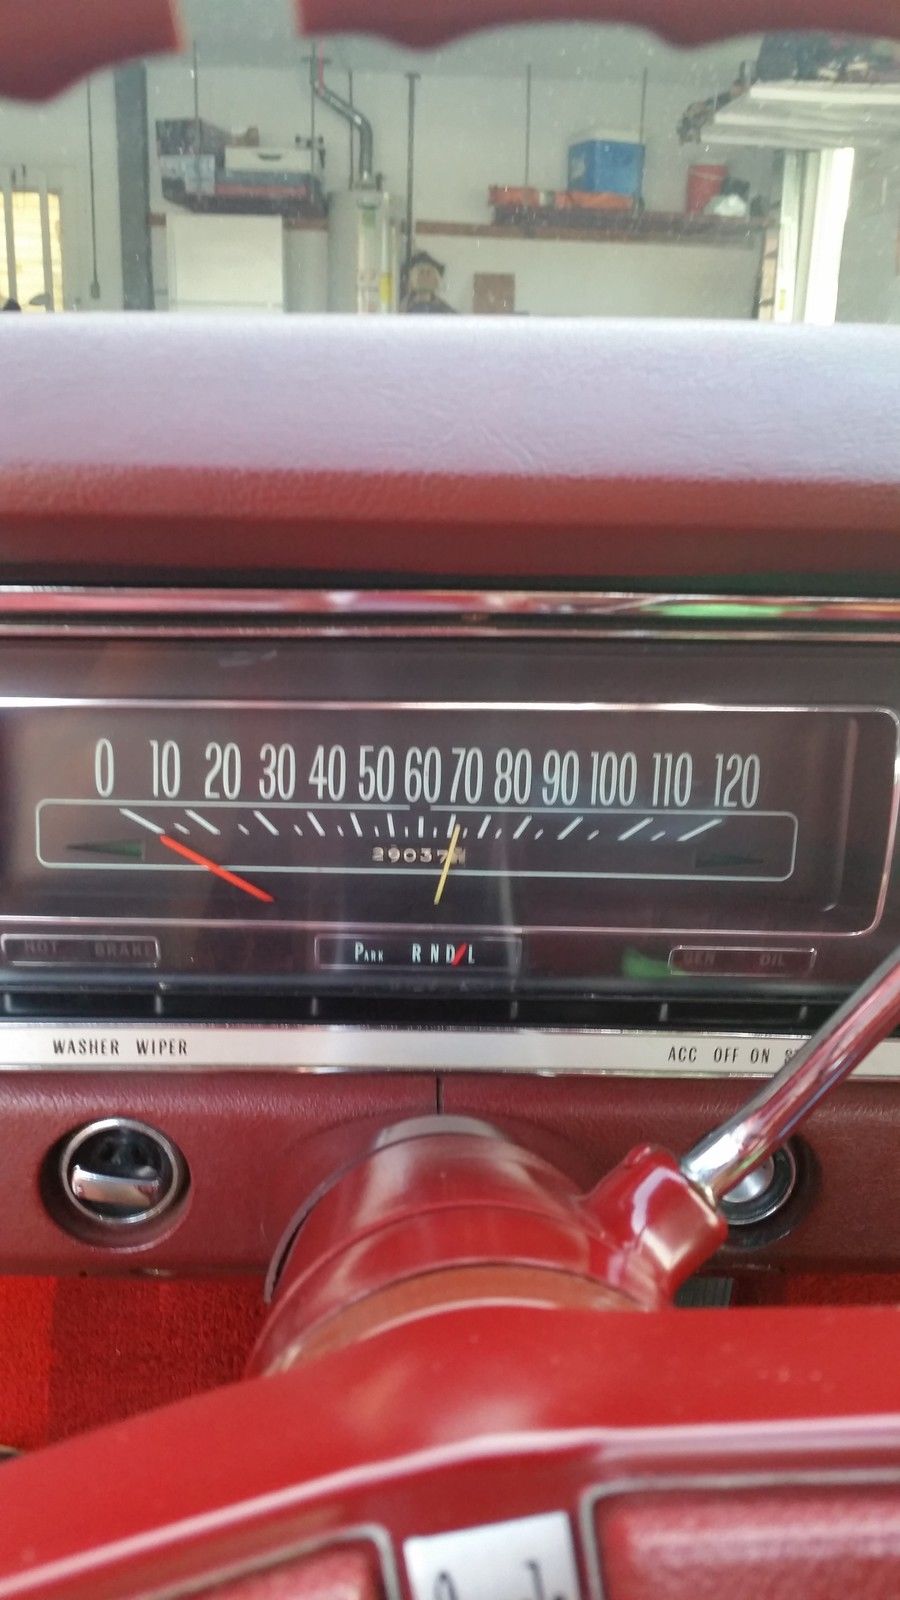 0 10 20 30 40 50 60 70 80 90 100 110 120
29037
HOT BRAKE PARK R N D L GEN OIL
WASHER WIPER ACC OFF ON